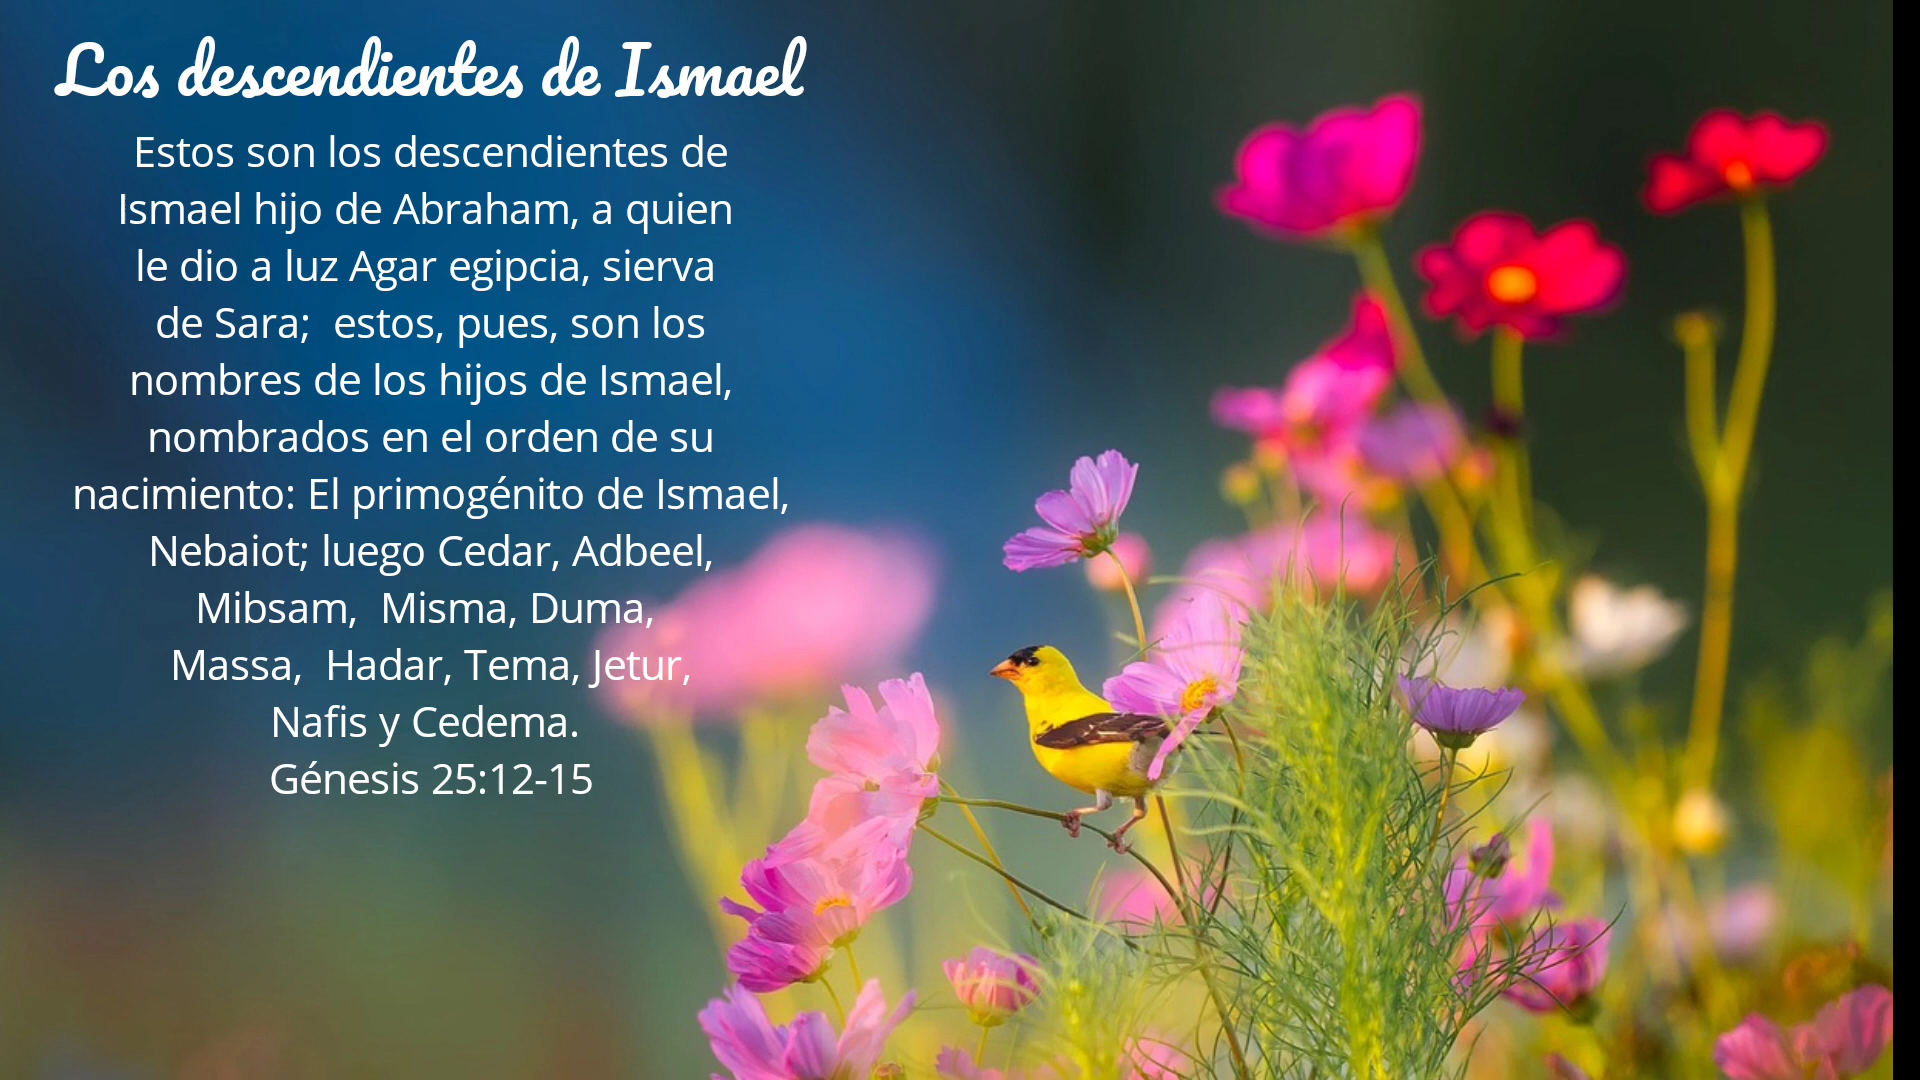 Los descendientes de Ismael
Estos son los descendientes de
Ismael hijo de Abraham, a quien
le dio a luz Agar egipcia, sierva
de Sara;  estos, pues, son los
nombres de los hijos de Ismael,
nombrados en el orden de su
nacimiento: El primogénito de Ismael,
Nebaiot; luego Cedar, Adbeel,
Mibsam,  Misma, Duma,
Massa,  Hadar, Tema, Jetur,
Nafis y Cedema.
Génesis 25:12-15